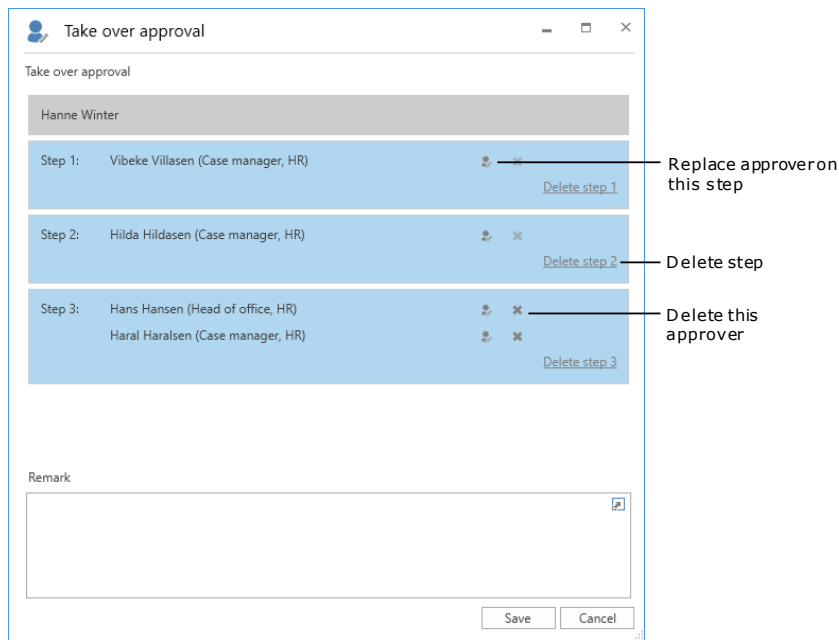 Take over approval
Take over approval
Hanne Winter
Step 1: Vibeke Villasen (Case manager, HR)
Delete step 1
Replace approver on
this step
Step 2: Hilda Hildasen (Case manager, HR)
Delete step 2
Delete step
Step 3: Hans Hansen (Head of office, HR)
Delete this
approver
Haral Haralsen (Case manager, HR)
Delete step 3
Remark
Save Cancel